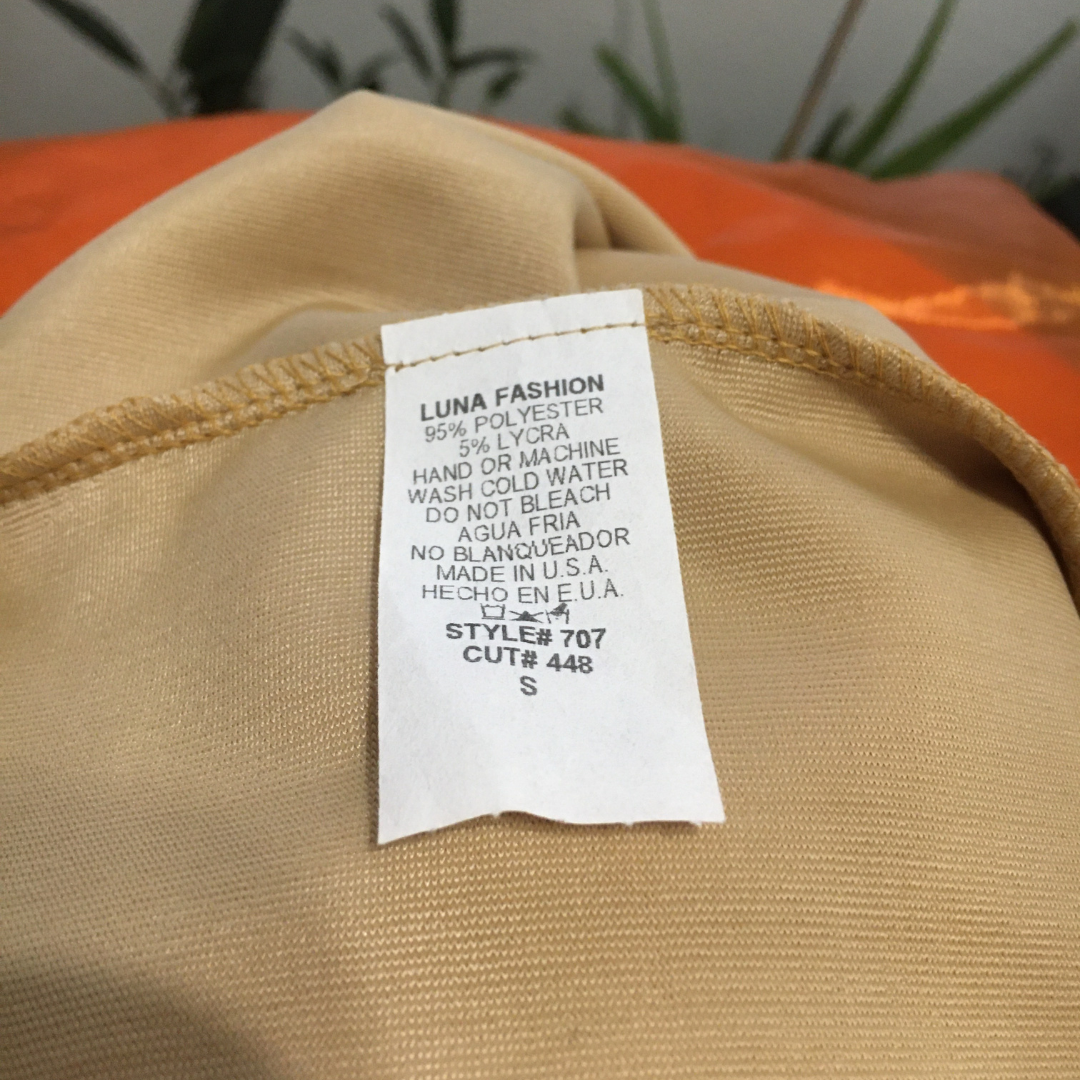 LUNA FASHION
95% POLYESTER
5% LYCRA
HAND OR MACHINE
WASH COLD WATER
DO NOT BLEACH
AGUA FRIA
NO BLANQUEADOR
MADE IN U.S.A.
HECHO EN E.U.A.
STYLE# 707
CUT# 448
S